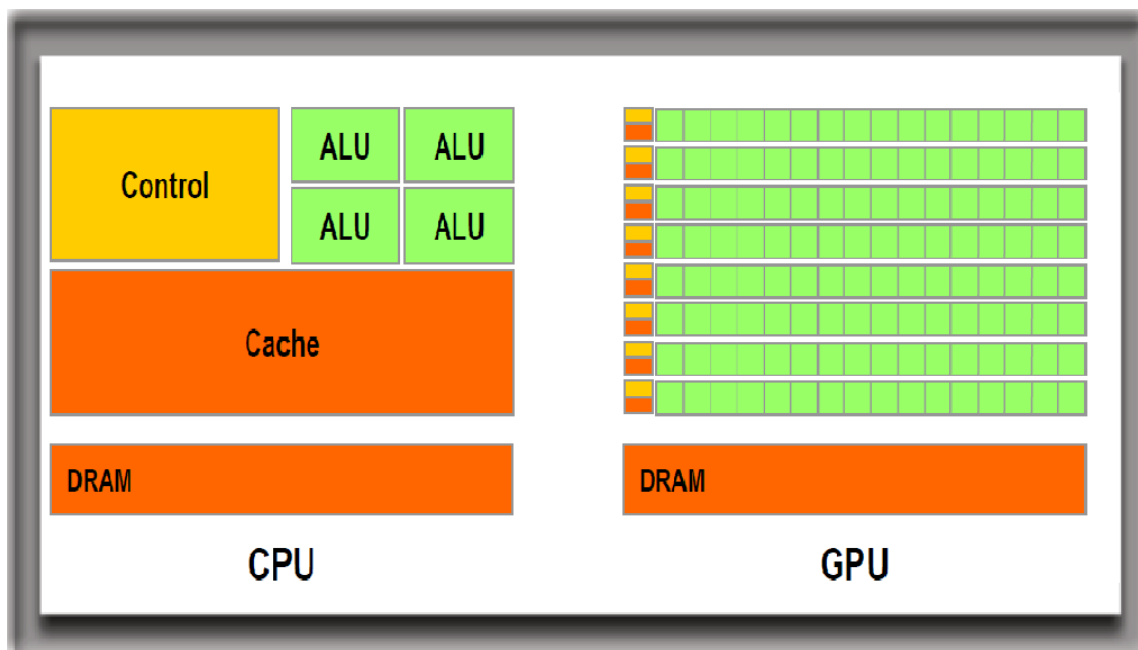 Control
ALU ALU
ALU ALU
Cache
DRAM
CPU
DRAM
GPU